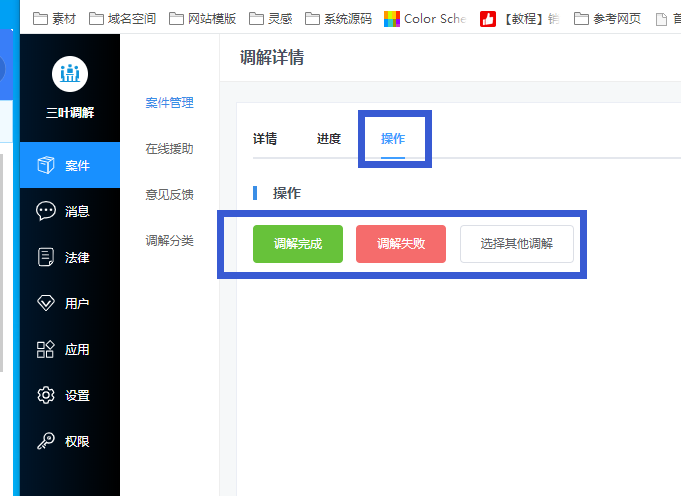 素材 域名空间 网站模版 灵感 系统源码 Color Sche 【教程】销 参考网页 首
三叶调解
案件
消息
法律
用户
应用
设置
权限
案件管理
在线援助
意见反馈
调解分类
调解详情
详情 进度 操作
操作
调解完成 调解失败 选择其他调解